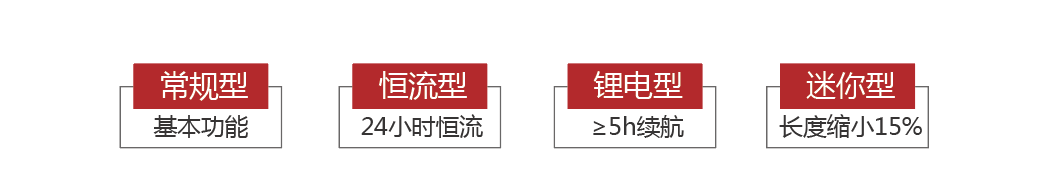 常规型
基本功能
恒流型
24小时恒流
锂电型
≥5h续航
迷你型
长度缩小15%